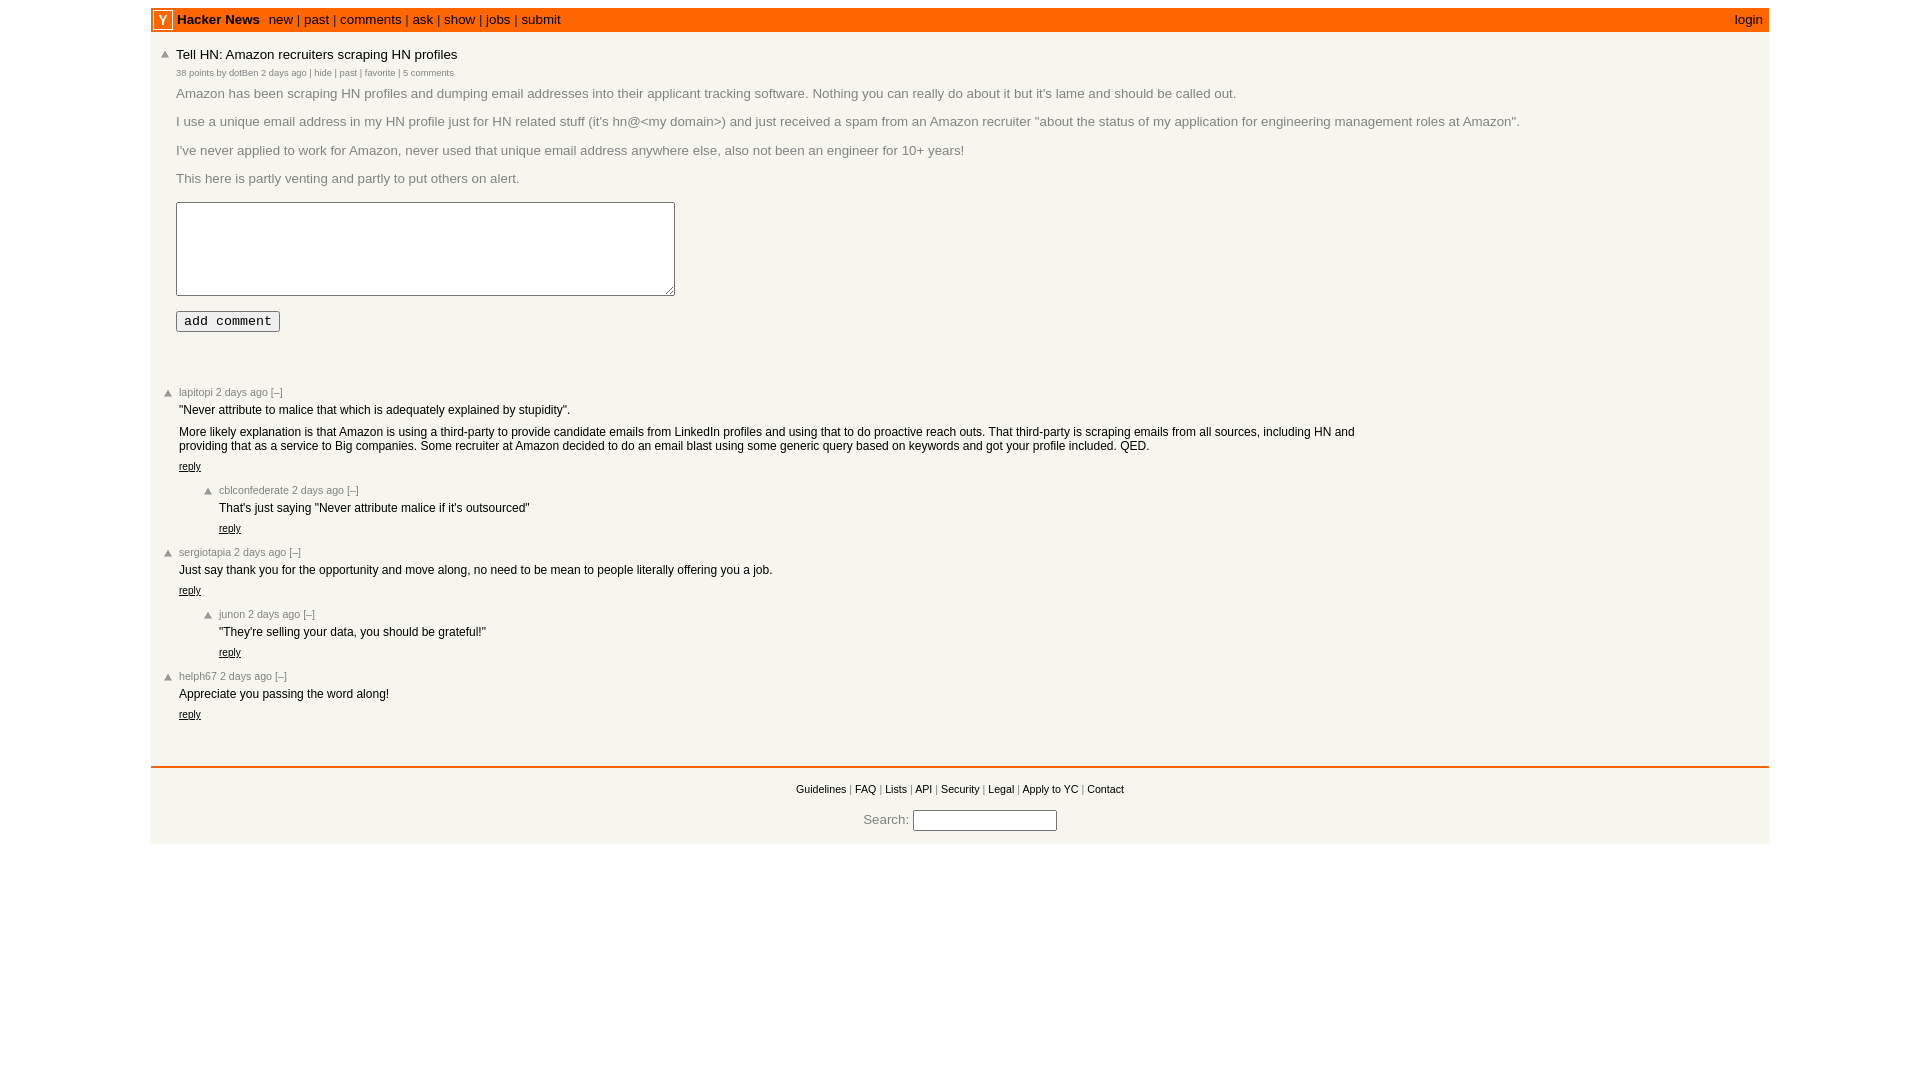 Y Hacker News new | past | comments | ask | show | jobs | submit login
Tell HN: Amazon recruiters scraping HN profiles
38 points by dotBen 2 days ago | hide | past | favorite | 5 comments
Amazon has been scraping HN profiles and dumping email addresses into their applicant tracking software. Nothing you can really do about it but it's lame and should be called out.
I use a unique email address in my HN profile just for HN related stuff (it's hn@<my domain>) and just received a spam from an Amazon recruiter "about the status of my application for engineering management roles at Amazon".
I've never applied to work for Amazon, never used that unique email address anywhere else, also not been an engineer for 10+ years!
This here is partly venting and partly to put others on alert.
add comment
lapitopi 2 days ago [–]
"Never attribute to malice that which is adequately explained by stupidity".
More likely explanation is that Amazon is using a third-party to provide candidate emails from LinkedIn profiles and using that to do proactive reach outs. That third-party is scraping emails from all sources, including HN and
providing that as a service to Big companies. Some recruiter at Amazon decided to do an email blast using some generic query based on keywords and got your profile included. QED.
reply
cblconfederate 2 days ago [–]
That's just saying "Never attribute malice if it's outsourced"
reply
sergiotapia 2 days ago [–]
Just say thank you for the opportunity and move along, no need to be mean to people literally offering you a job.
reply
junon 2 days ago [–]
"They're selling your data, you should be grateful!"
reply
helph67 2 days ago [–]
Appreciate you passing the word along!
reply
Guidelines | FAQ | Lists | API | Security | Legal | Apply to YC | Contact
Search: